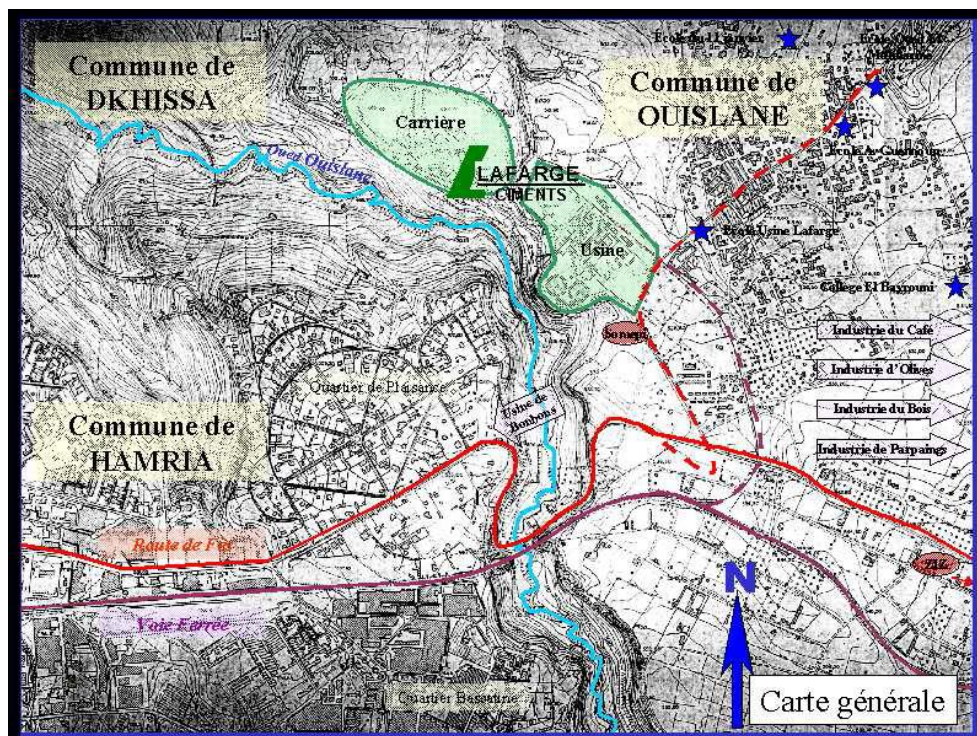 Commune de
DKHISSA
Carrière
Commune de
OUISLANE
Oued Ouislane
LAFARGE
CIMENTS
Usine
Ecole Usine Lafarge
College El Bayrouni
Industrie du Café
Quartier de Plaisance
Industrie d'Olives
Usine de
Bonbons
Industrie du Bois
Commune de
HAMRIA
Industrie de Parpaings
Route de Fès
Voie Ferrée
N
Quartier Bassatine
Carte générale